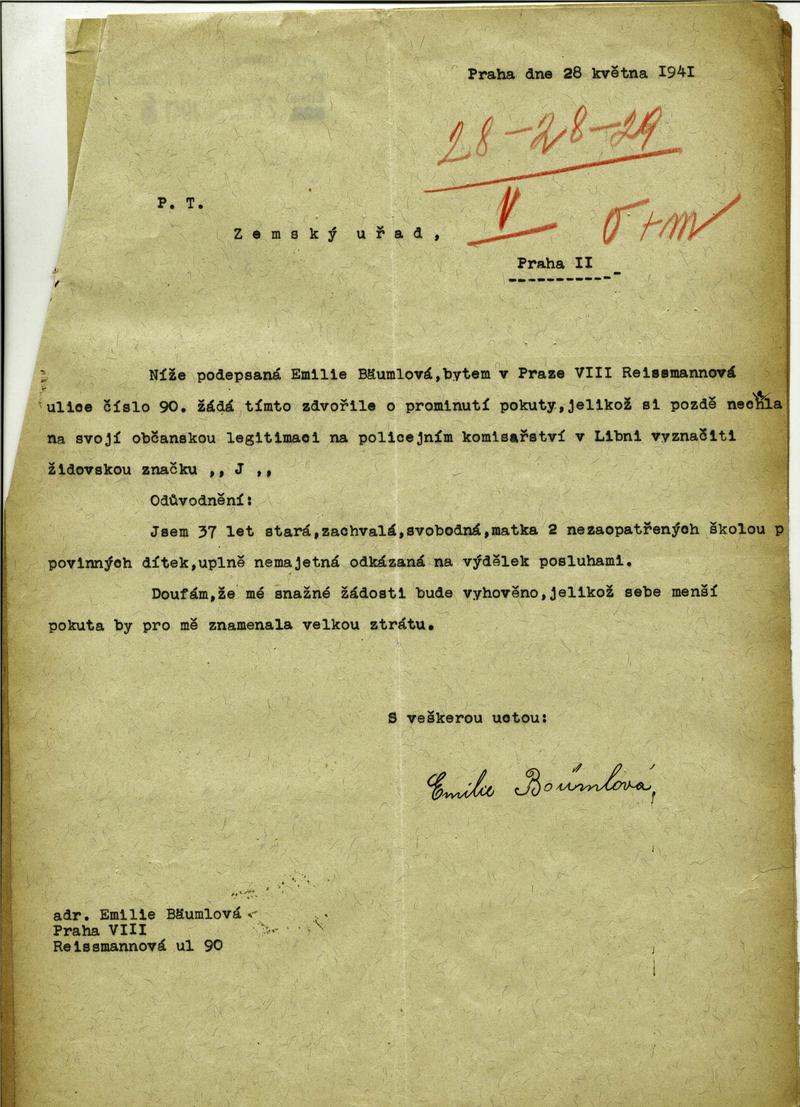 Praha dne 28 května 1941
28-28-29
V
P. T.
Zemský uřad,
Praha II
Níže podepsaná Emilie Bäumlová,bytem v Praze VIII Reissmannová
ulice číslo 90. žádá tímto zdvořile o prominutí pokuty,jelikož si pozdě nechla
na svojí občanskou legitimaci na policejním komisařství v Libni vyznačiti
židovskou značku ,, J ,,
Odůvodnění:
Jsem 37 let stará,zachvalá,svobodná,matka 2 nezaopatřených školou p
povinných dítek,uplně nemajetná odkázaná na výdělek posluhami.
Doufám,že mé snažné žádosti bude vyhověno,jelikož sebe menší
pokuta by pro mě znamenala velkou ztrátu.
S veškerou uctou:
Emilie Boümlová,
adr. Emilie Bäumlová
Praha VIII
Reissmannová ul 90